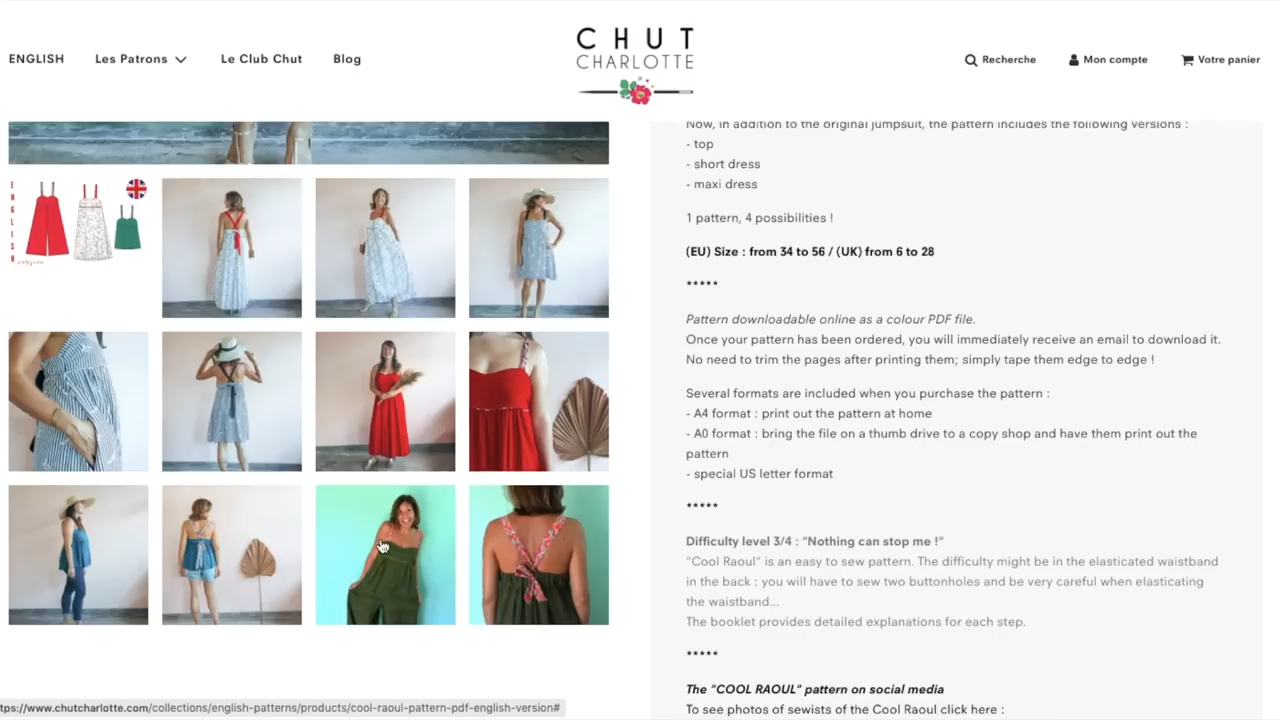 ENGLISH
Les Patrons
Le Club Chut
Blog
CHUT
CHARLOTTE
Recherche
Mon compte
Votre panier
ENGLISH
version
Now, in addition to the original jumpsuit, the pattern includes the following versions :
- top
- short dress
- maxi dress
1 pattern, 4 possibilities !
(EU) Size : from 34 to 56 / (UK) from 6 to 28
*****
Pattern downloadable online as a colour PDF file.
Once your pattern has been ordered, you will immediately receive an email to download it.
No need to trim the pages after printing them; simply tape them edge to edge !
Several formats are included when you purchase the pattern :
- A4 format : print out the pattern at home
- A0 format : bring the file on a thumb drive to a copy shop and have them print out the
pattern
- special US letter format
*****
Difficulty level 3/4 : "Nothing can stop me !"
"Cool Raoul" is an easy to sew pattern. The difficulty might be in the elasticated waistband
in the back : you will have to sew two buttonholes and be very careful when elasticating
the waistband...
The booklet provides detailed explanations for each step.
*****
The "COOL RAOUL" pattern on social media
To see photos of sewists of the Cool Raoul click here :
ttps://www.chutcharlotte.com/collections/english-patterns/products/cool-raoul-pattern-pdf-english-version#